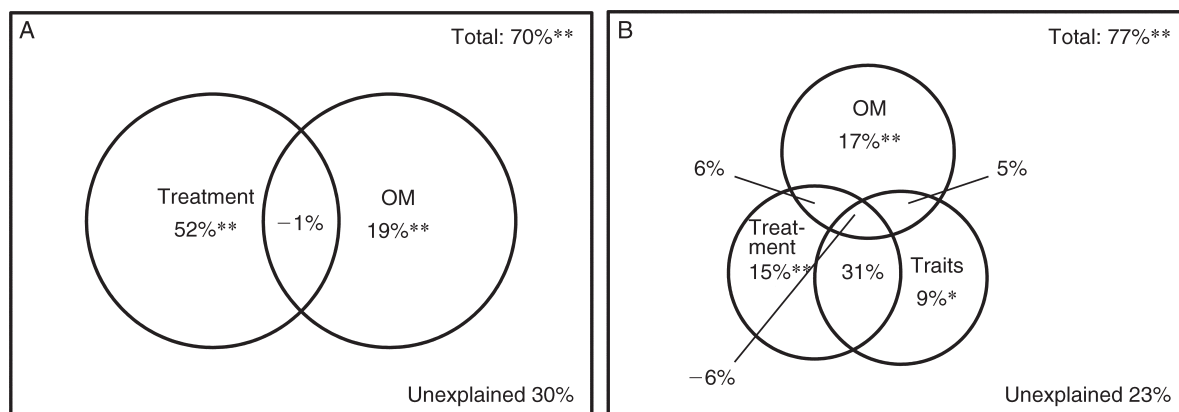 A
Total: 70%**
Treatment
52%**
−1%
OM
19%**
Unexplained 30%
B
Total: 77%**
OM
17%**
6%
5%
Treat-
ment
15%**
31%
Traits
9%*
−6%
Unexplained 23%